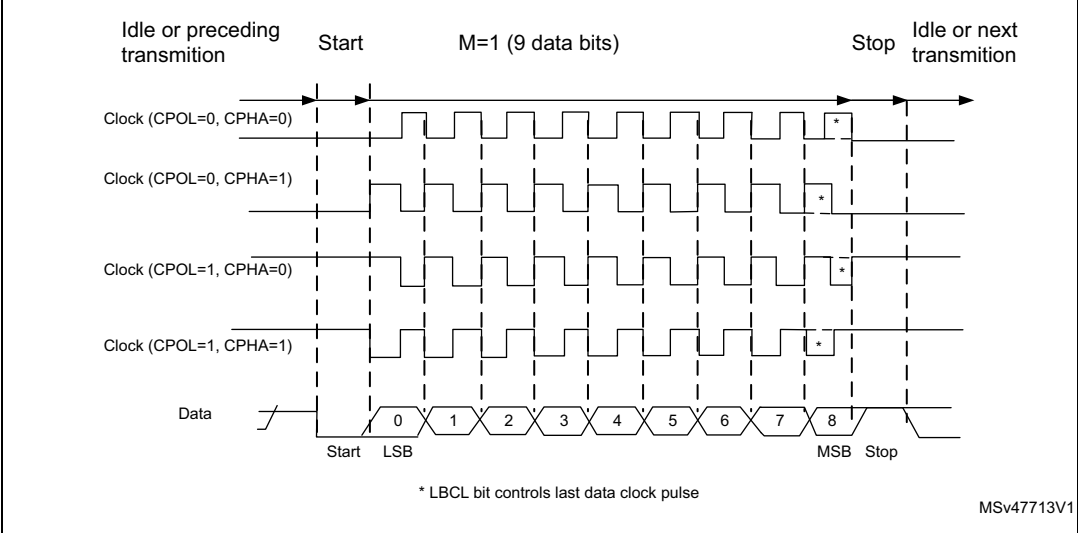 Idle or preceding
transmition
Start
M=1 (9 data bits)
Stop
Idle or next
transmition
Clock (CPOL=0, CPHA=0)
*
Clock (CPOL=0, CPHA=1)
*
Clock (CPOL=1, CPHA=0)
*
Clock (CPOL=1, CPHA=1)
*
Data
0 1 2 3 4 5 6 7 8
Start LSB MSB Stop
* LBCL bit controls last data clock pulse
MSv47713V1